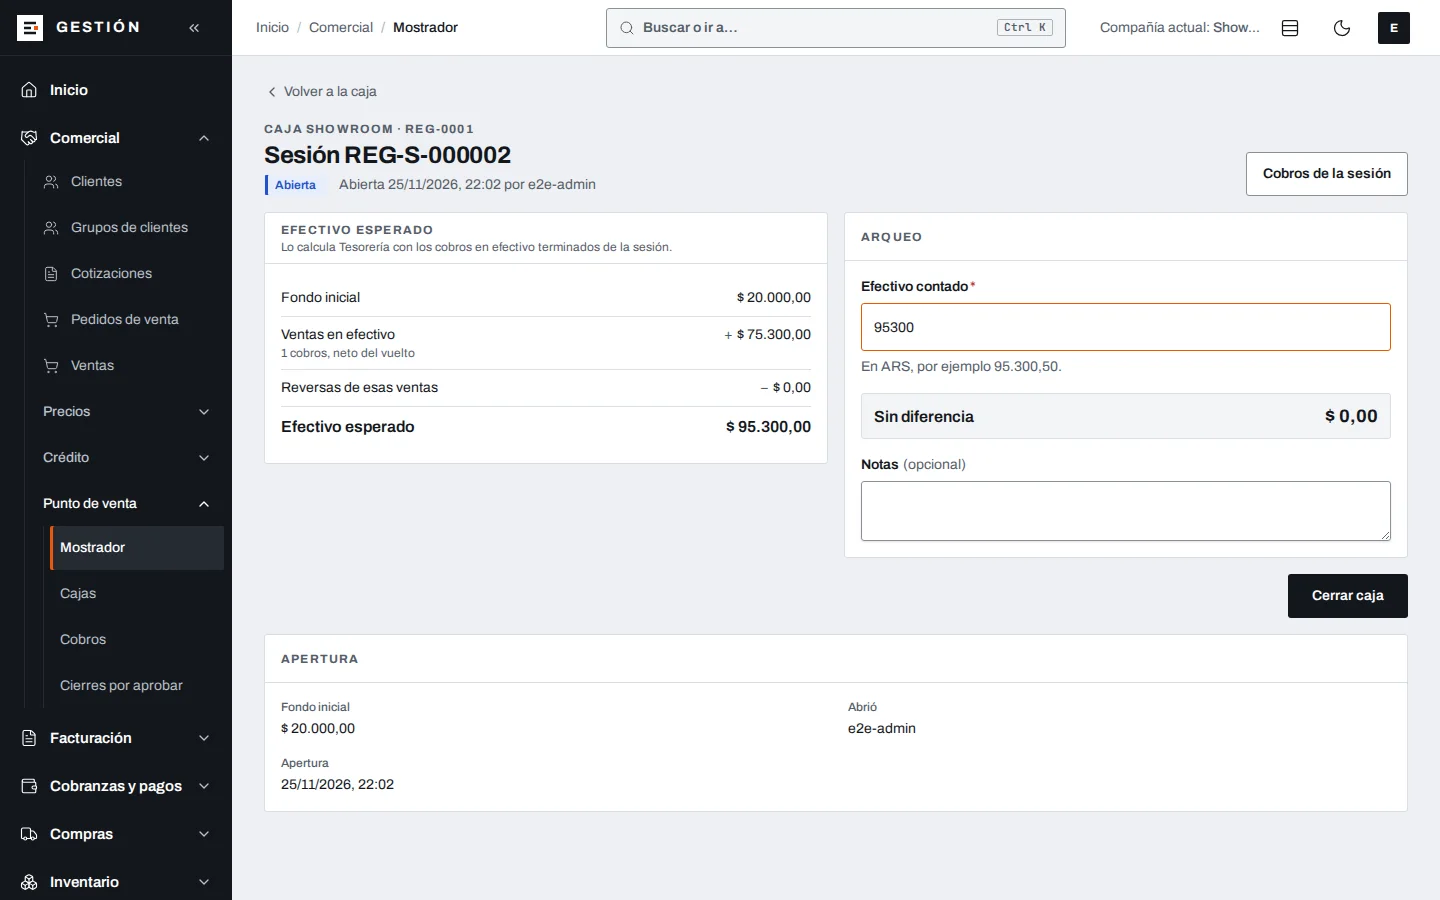 GESTIÓN
Inicio / Comercial / Mostrador
Buscar o ir a...
Ctrl K
Compañía actual: Show...
E
Inicio
Comercial
Clientes
Grupos de clientes
Cotizaciones
Pedidos de venta
Ventas
Precios
Crédito
Punto de venta
Mostrador
Cajas
Cobros
Cierres por aprobar
Facturación
Cobranzas y pagos
Compras
Inventario
Volver a la caja
CAJA SHOWROOM · REG-0001
Sesión REG-S-000002
Abierta
Abierta 25/11/2026, 22:02 por e2e-admin
Cobros de la sesión
EFECTIVO ESPERADO
Lo calcula Tesorería con los cobros en efectivo terminados de la sesión.
Fondo inicial $ 20.000,00
Ventas en efectivo + $ 75.300,00
1 cobros, neto del vuelto
Reversas de esas ventas − $ 0,00
Efectivo esperado $ 95.300,00
ARQUEO
Efectivo contado*
95300
En ARS, por ejemplo 95.300,50.
Sin diferencia $ 0,00
Notas (opcional)
Cerrar caja
APERTURA
Fondo inicial
$ 20.000,00
Abrió
e2e-admin
Apertura
25/11/2026, 22:02